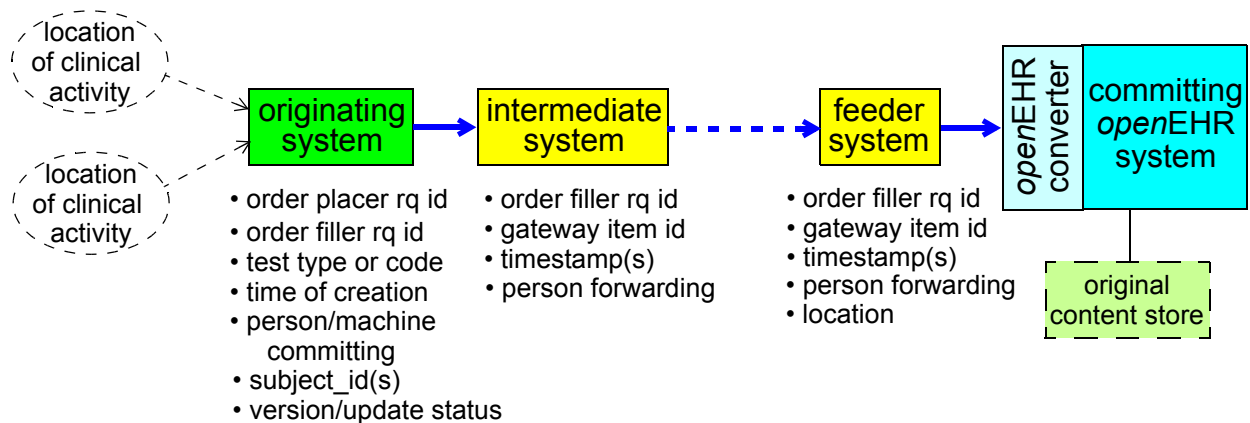 location
of clinical
activity
location
of clinical
activity
originating
system
• order placer rq id
• order filler rq id
• test type or code
• time of creation
• person/machine
committing
• subject_id(s)
• version/update status
intermediate
system
• order filler rq id
• gateway item id
• timestamp(s)
• person forwarding
feeder
system
• order filler rq id
• gateway item id
• timestamp(s)
• person forwarding
• location
openEHR
converter
committing
openEHR
system
original
content store